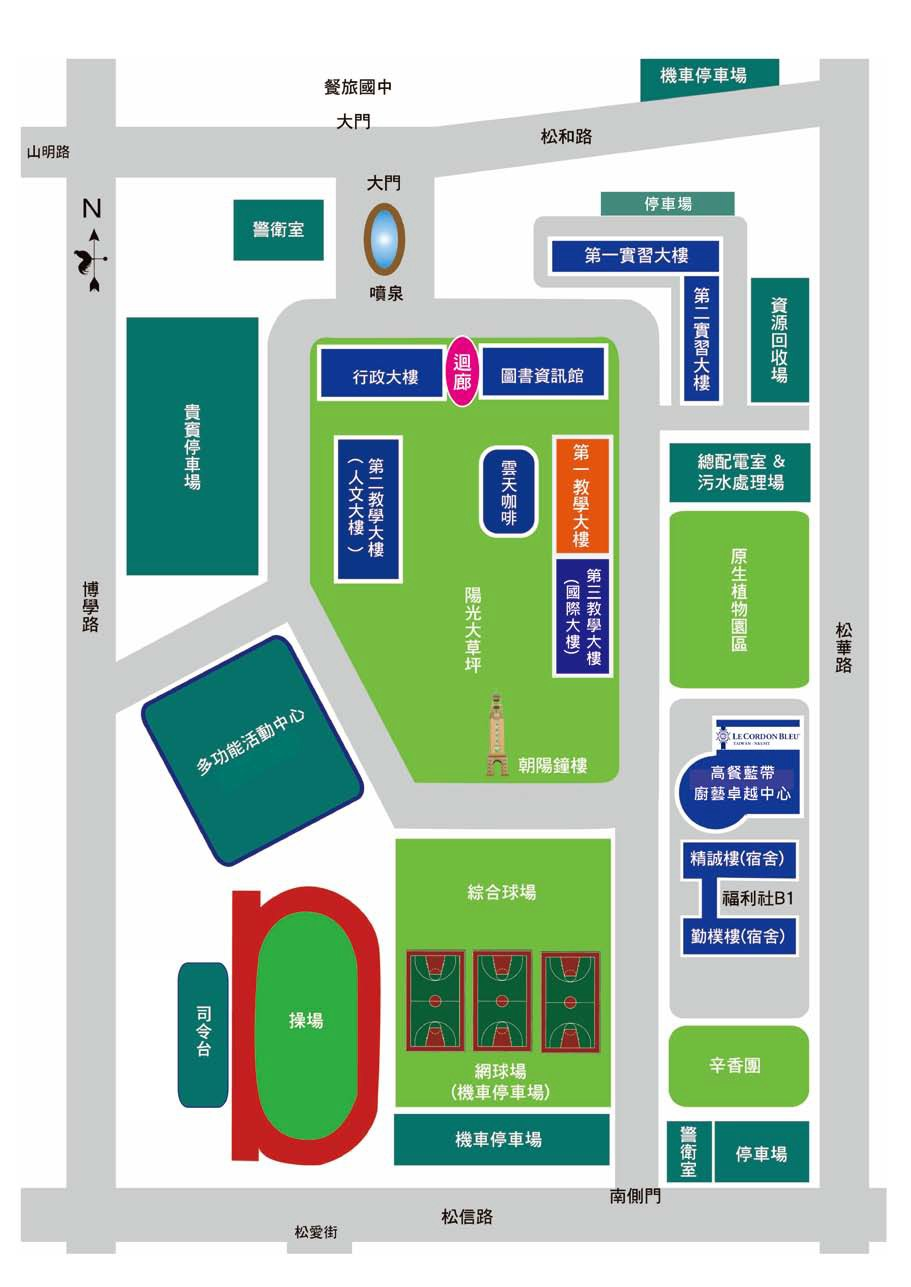 機車停車場
餐旅國中
大門
松和路
山明路
大門
N
停車場
警衛室
第一實習大樓
噴泉
第二實習大樓
資源回收場
行政大樓
迴廊
圖書資訊館
貴賓停車場
第二教學大樓
(人文大樓)
雲天咖啡
第一教學大樓
總配電室 &
污水處理場
原生植物園區
第三教學大樓
(國際大樓)
陽光大草坪
博學路
松華路
多功能活動中心
LE CORDON BLEU
朝陽鐘樓
高餐藍帶
廚藝卓越中心
精誠樓(宿舍)
福利社B1
勤樸樓(宿舍)
綜合球場
司令台
操場
網球場
(機車停車場)
辛香園
機車停車場
警衛室
停車場
南側門
松信路
松愛街